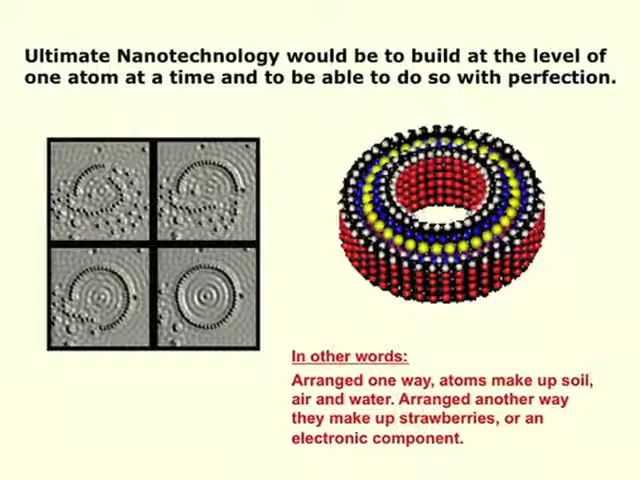 Ultimate Nanotechnology would be to build at the level of
one atom at a time and to be able to do so with perfection.
In other words:
Arranged one way, atoms make up soil,
air and water. Arranged another way
they make up strawberries, or an
electronic component.